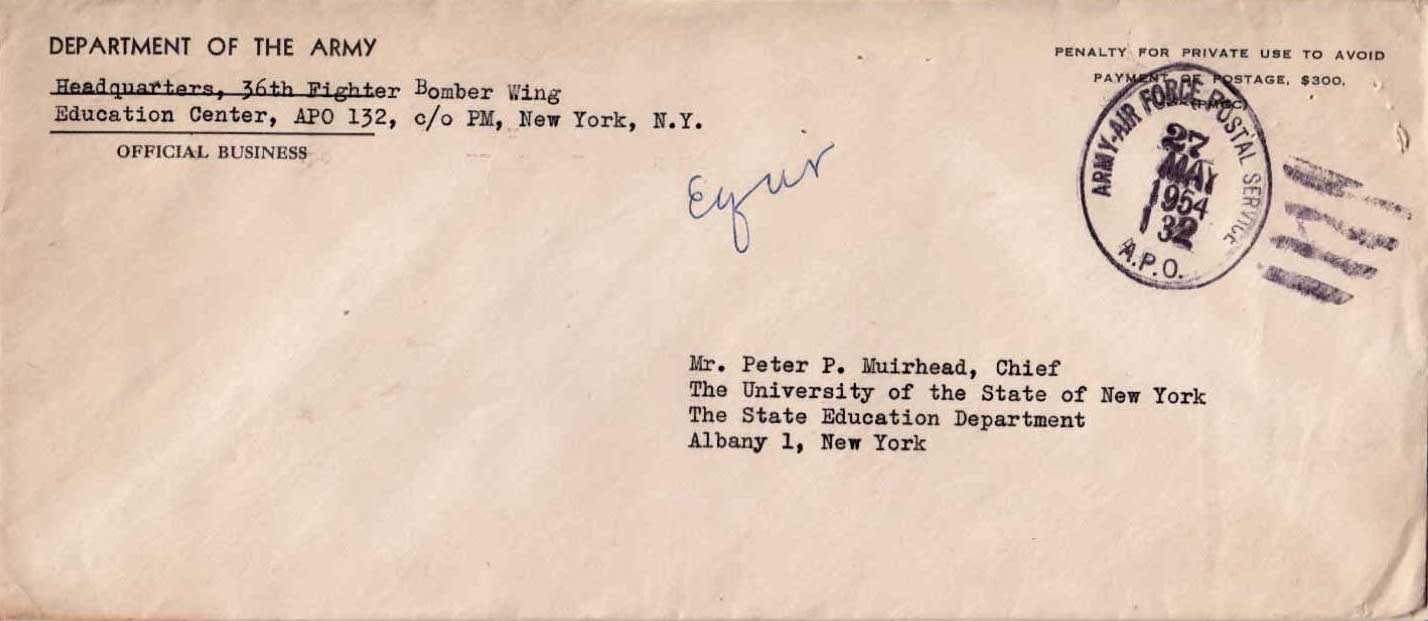 DEPARTMENT OF THE ARMY
Headquarters, 36th Fighter Bomber Wing
Education Center, APO 132, c/o PM, New York, N.Y.
OFFICIAL BUSINESS
PENALTY FOR PRIVATE USE TO AVOID
PAYMENT OF POSTAGE, $300.
(PMGC)
ARMY-AIR FORCE POSTAL SERVICE
27
MAY
1954
132
A.P.O.
Mr. Peter P. Muirhead, Chief
The University of the State of New York
The State Education Department
Albany 1, New York